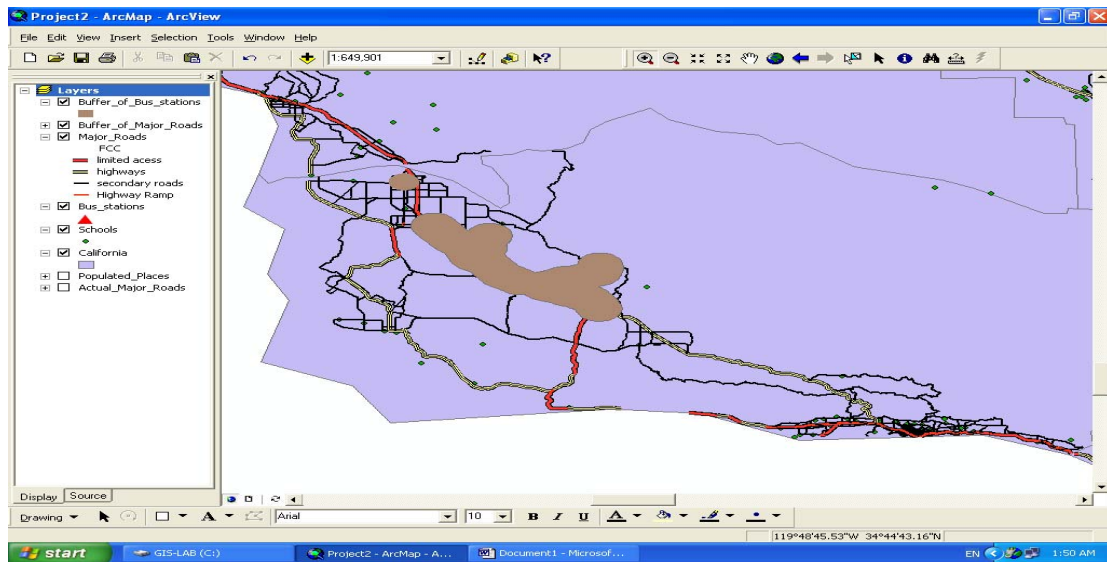 Project2 - ArcMap - ArcView
File Edit View Insert Selection Tools Window Help
1:649,901
Layers
Buffer_of_Bus_stations
Buffer_of_Major_Roads
Major_Roads
FCC
limited acess
highways
secondary roads
Highway Ramp
Bus_stations
Schools
California
Populated_Places
Actual_Major_Roads
Display Source
Drawing Arial 10 B I U A
119°48'45.53"W 34°44'43.16"N
start GIS-LAB (C:) Project2 - ArcMap - A... Document1 - Microsof... EN 1:50 AM